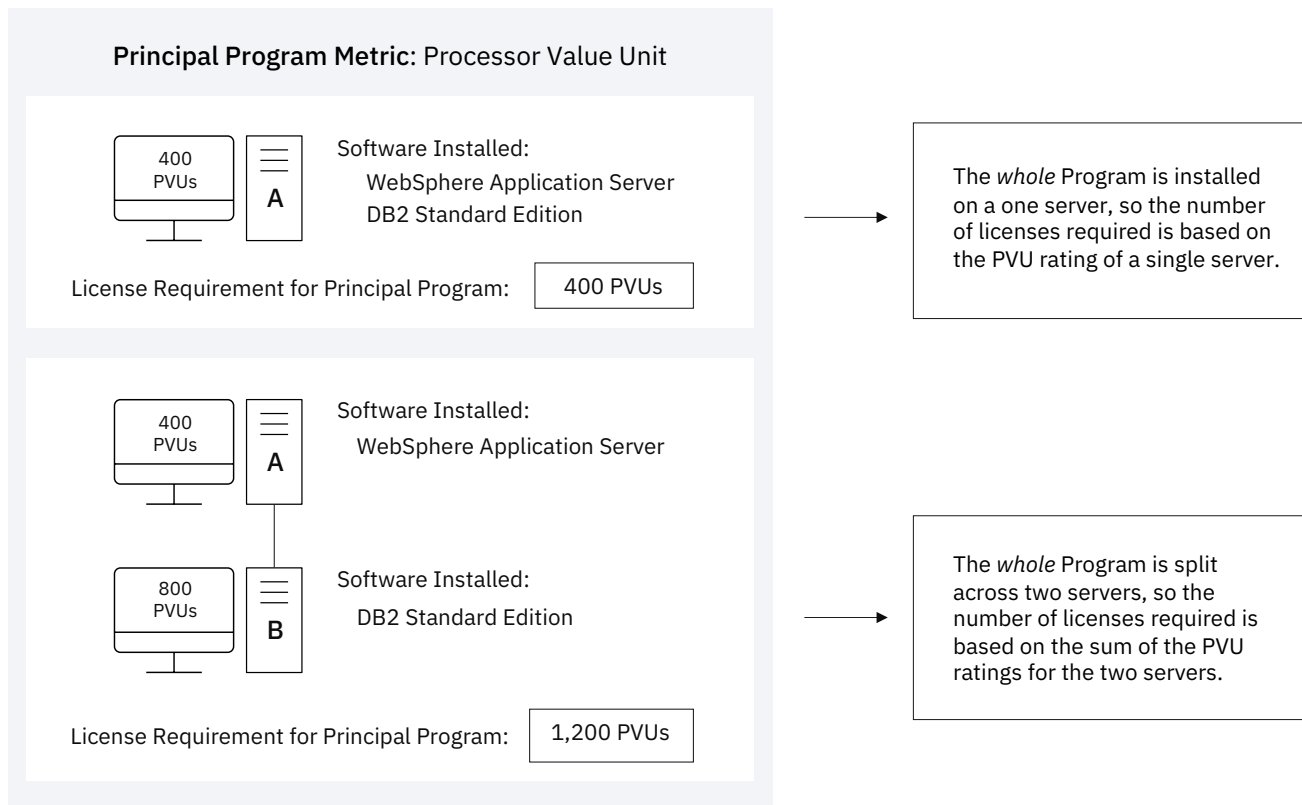 Principal Program Metric: Processor Value Unit
400
PVUs
A
Software Installed:
WebSphere Application Server
DB2 Standard Edition
License Requirement for Principal Program:
400 PVUs
The whole Program is installed
on a one server, so the number
of licenses required is based on
the PVU rating of a single server.
400
PVUs
A
Software Installed:
WebSphere Application Server
800
PVUs
B
Software Installed:
DB2 Standard Edition
License Requirement for Principal Program:
1,200 PVUs
The whole Program is split
across two servers, so the
number of licenses required is
based on the sum of the PVU
ratings for the two servers.